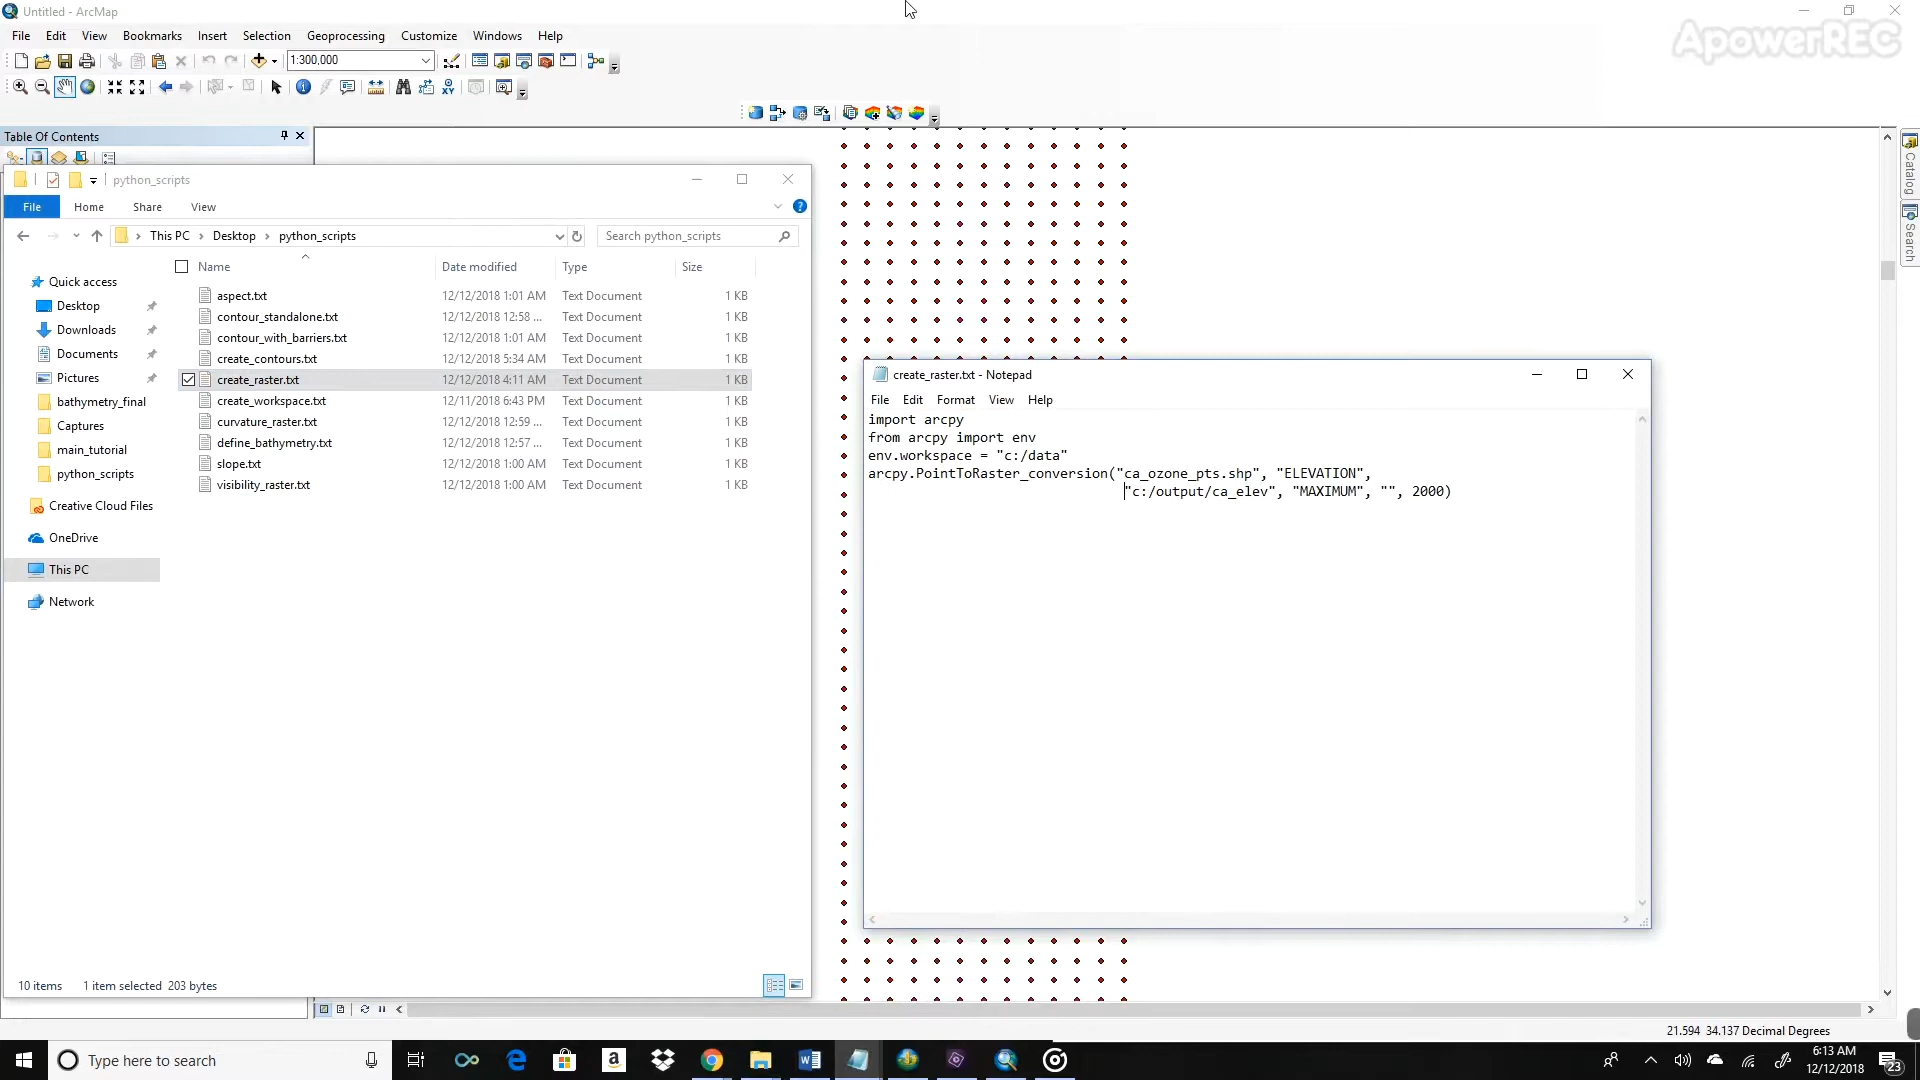 Untitled - ArcMap
ApowerREC
File Edit View Bookmarks Insert Selection Geoprocessing Customize Windows Help
1:300,000
Table Of Contents
python_scripts
File Home Share View
This PC > Desktop > python_scripts
Search python_scripts
Name Date modified Type Size
aspect.txt 12/12/2018 1:01 AM Text Document 1 KB
contour_standalone.txt 12/12/2018 12:58 ... Text Document 1 KB
contour_with_barriers.txt 12/12/2018 1:01 AM Text Document 1 KB
create_contours.txt 12/12/2018 5:34 AM Text Document 1 KB
create_raster.txt 12/12/2018 4:11 AM Text Document 1 KB
create_workspace.txt 12/11/2018 6:43 PM Text Document 1 KB
curvature_raster.txt 12/12/2018 12:59 ... Text Document 1 KB
define_bathymetry.txt 12/12/2018 12:57 ... Text Document 1 KB
slope.txt 12/12/2018 1:00 AM Text Document 1 KB
visibility_raster.txt 12/12/2018 1:00 AM Text Document 1 KB
Quick access
Desktop
Downloads
Documents
Pictures
bathymetry_final
Captures
main_tutorial
python_scripts
Creative Cloud Files
OneDrive
This PC
Network
10 items 1 item selected 203 bytes
create_raster.txt - Notepad
File Edit Format View Help
import arcpy
from arcpy import env
env.workspace = "c:/data"
arcpy.PointToRaster_conversion("ca_ozone_pts.shp", "ELEVATION",
"c:/output/ca_elev", "MAXIMUM", "", 2000)
Catalog
Search
21.594 34.137 Decimal Degrees
Type here to search
6:13 AM
12/12/2018
23